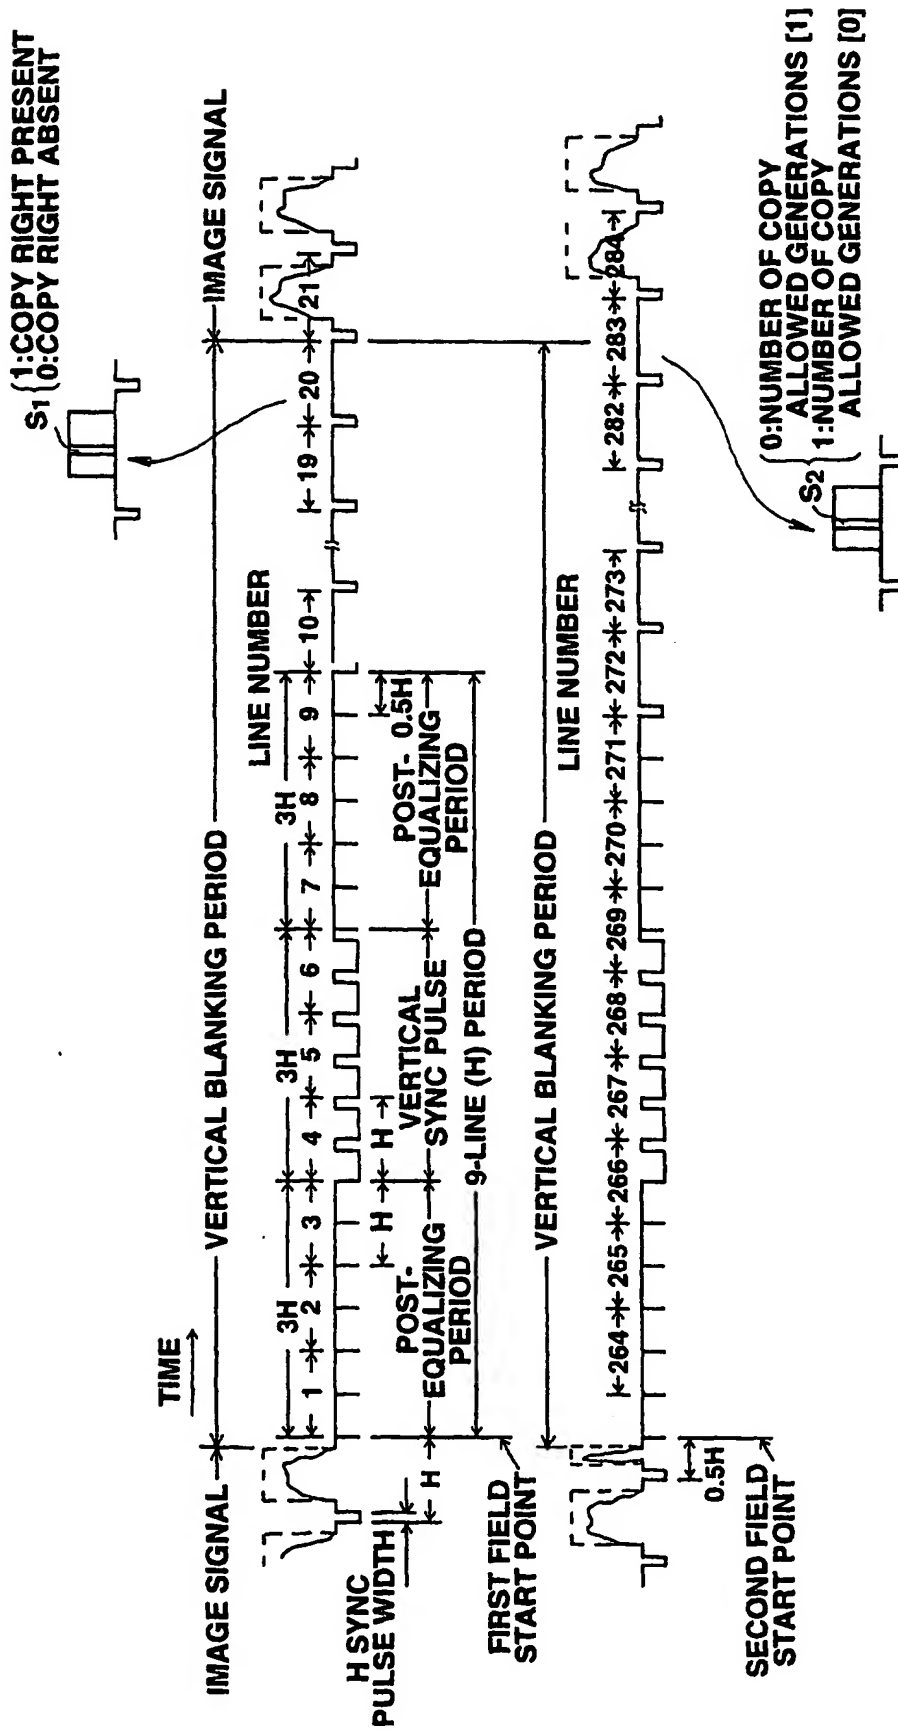 S1
1:COPY RIGHT PRESENT
0:COPY RIGHT ABSENT
TIME
IMAGE SIGNAL
VERTICAL BLANKING PERIOD
IMAGE SIGNAL
LINE NUMBER
3H
3H
3H
1
2
3
4
5
6
7
8
9
10
19
20
21
H SYNC
PULSE WIDTH
H
H
H
0.5H
POST-
EQUALIZING
PERIOD
VERTICAL
SYNC PULSE
POST-
EQUALIZING
PERIOD
9-LINE (H) PERIOD
FIRST FIELD
START POINT
VERTICAL BLANKING PERIOD
LINE NUMBER
264
265
266
267
268
269
270
271
272
273
282
283
284
0.5H
SECOND FIELD
START POINT
S2
0:NUMBER OF COPY
ALLOWED GENERATIONS [1]
1:NUMBER OF COPY
ALLOWED GENERATIONS [0]